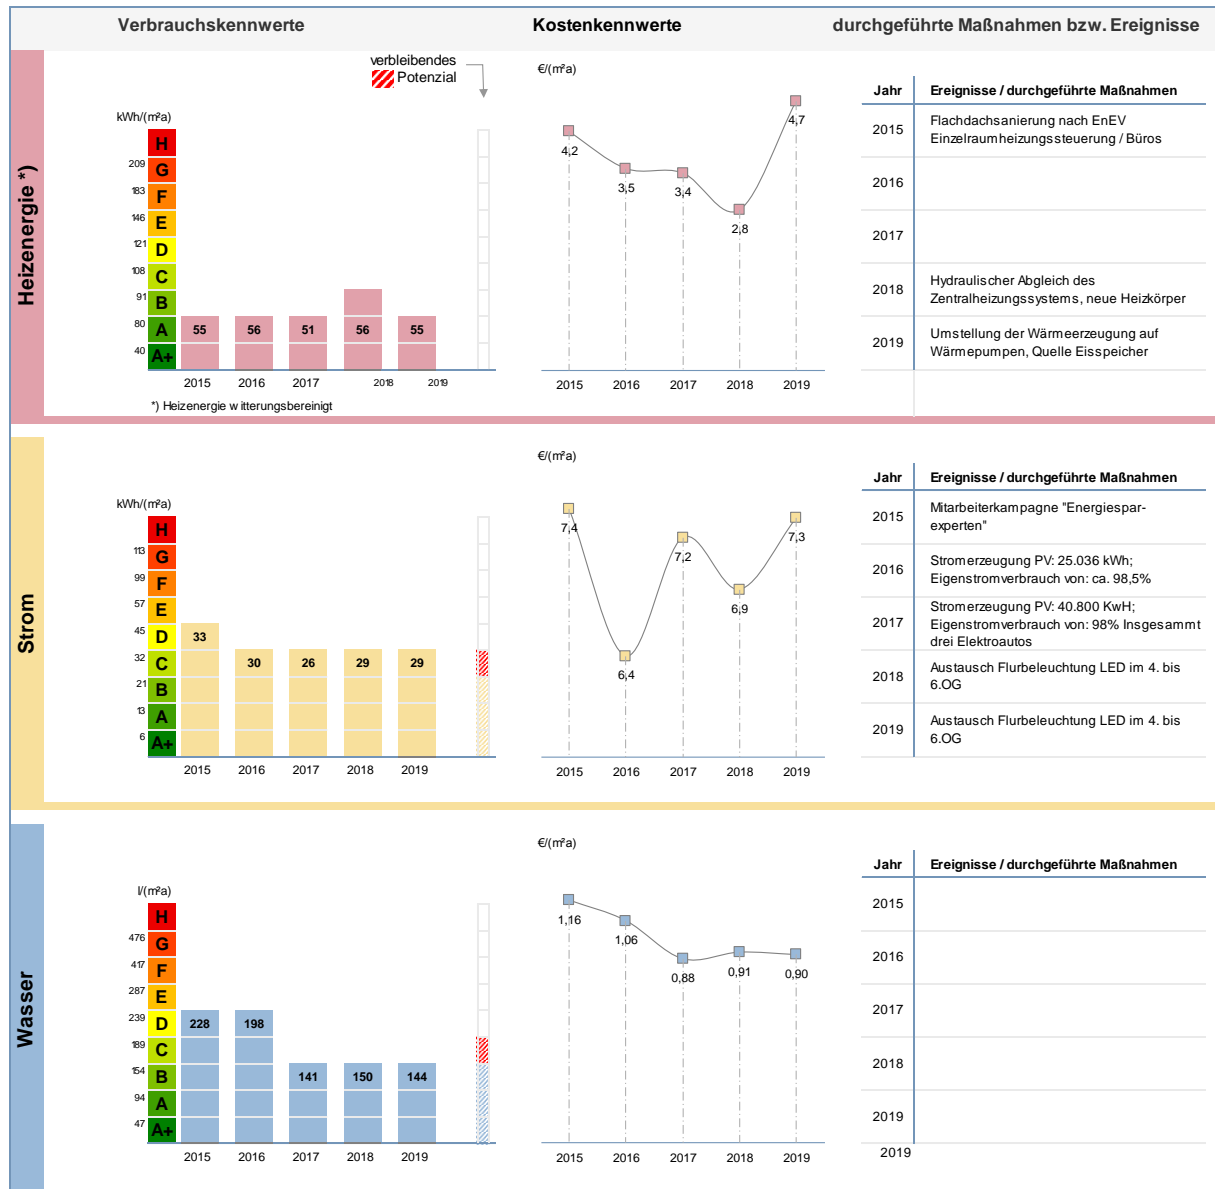 Verbrauchskennwerte
Kostenkennwerte
durchgeführte Maßnahmen bzw. Ereignisse
Heizenergie *)
verbleibendes
Potenzial
kWh/(m²a)
H
209
G
183
F
146
E
121
D
108
C
91
B
80
A
40
A+
55
56
51
56
55
2015
2016
2017
2018
2019
*) Heizenergie witterungsbereinigt
€/(m²a)
4,2
3,5
3,4
2,8
4,7
2015
2016
2017
2018
2019
Jahr Ereignisse / durchgeführte Maßnahmen
2015 Flachdachsanierung nach EnEV
Einzelraumheizungssteuerung / Büros
2016
2017
2018 Hydraulischer Abgleich des
Zentralheizungssystems, neue Heizkörper
2019 Umstellung der Wärmeerzeugung auf
Wärmepumpen, Quelle Eisspeicher
Strom
kWh/(m²a)
H
113
G
99
F
57
E
45
D
32
C
21
B
13
A
6
A+
33
30
26
29
29
2015
2016
2017
2018
2019
€/(m²a)
7,4
6,4
7,2
6,9
7,3
2015
2016
2017
2018
2019
Jahr Ereignisse / durchgeführte Maßnahmen
2015 Mitarbeiterkampagne "Energiespar-
experten"
2016 Stromerzeugung PV: 25.036 kWh;
Eigenstromverbrauch von: ca. 98,5%
2017 Stromerzeugung PV: 40.800 KwH;
Eigenstromverbrauch von: 98% Insgesammt
drei Elektroautos
2018 Austausch Flurbeleuchtung LED im 4. bis
6.OG
2019 Austausch Flurbeleuchtung LED im 4. bis
6.OG
Wasser
l/(m²a)
H
476
G
417
F
287
E
239
D
189
C
154
B
94
A
47
A+
228
198
141
150
144
2015
2016
2017
2018
2019
€/(m²a)
1,16
1,06
0,88
0,91
0,90
2015
2016
2017
2018
2019
Jahr Ereignisse / durchgeführte Maßnahmen
2015
2016
2017
2018
2019
2019